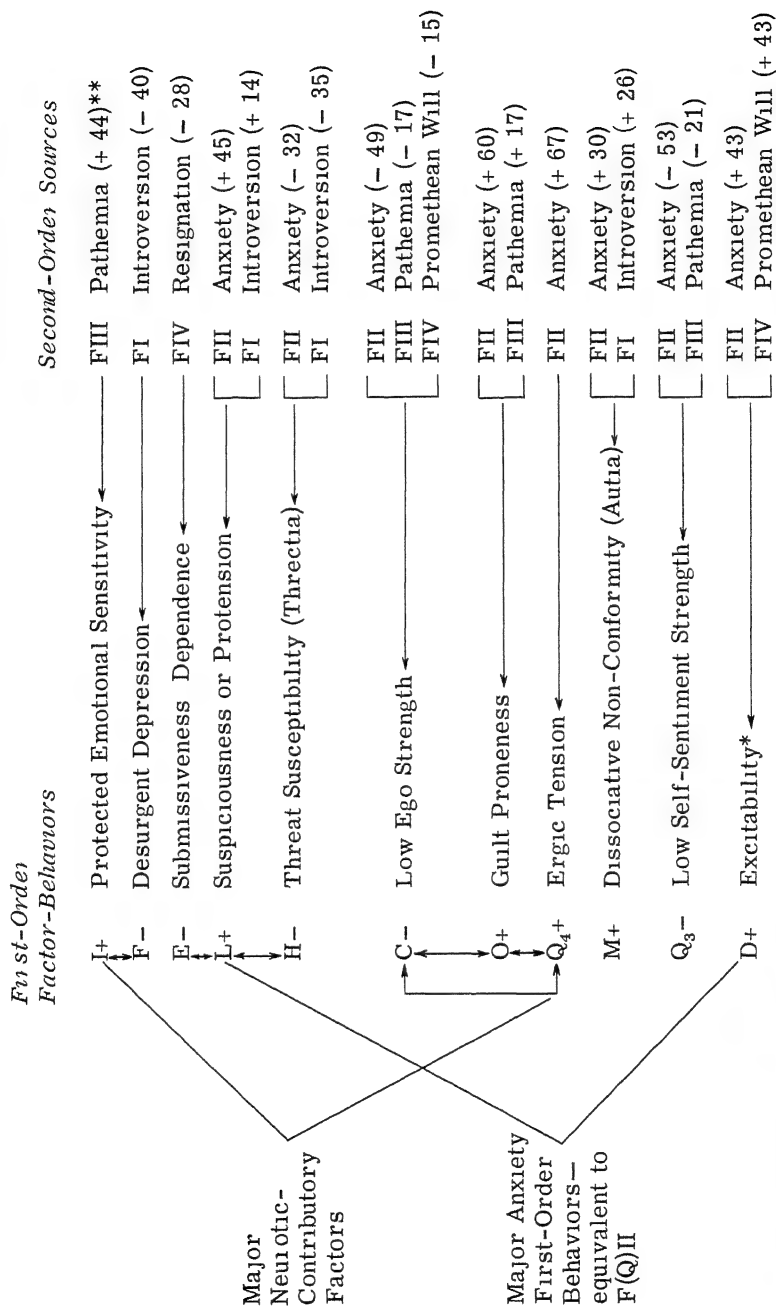 First-Order
Factor-Behaviors
Second-Order Sources
I+ Protected Emotional Sensitivity FIII Pathemia (+ 44)**
F− Desurgent Depression FI Introversion (− 40)
E− Submissiveness Dependence FIV Resignation (− 28)
L+ Suspiciousness or Protension FII Anxiety (+ 45)
FI Introversion (+ 14)
H− Threat Susceptibility (Threctia) FII Anxiety (− 32)
FI Introversion (− 35)
C− Low Ego Strength FII Anxiety (− 49)
FIII Pathemia (− 17)
FIV Promethean Will (− 15)
O+ Guilt Proneness FII Anxiety (+ 60)
FIII Pathemia (+ 17)
Q4+ Ergic Tension FII Anxiety (+ 67)
M+ Dissociative Non-Conformity (Autia) FII Anxiety (+ 30)
FI Introversion (+ 26)
Q3− Low Self-Sentiment Strength FII Anxiety (− 53)
FIII Pathemia (− 21)
D+ Excitability* FII Anxiety (+ 43)
FIV Promethean Will (+ 43)
Major
Neurotic-
Contributory
Factors
Major Anxiety
First-Order
Behaviors—
equivalent to
F(Q)II